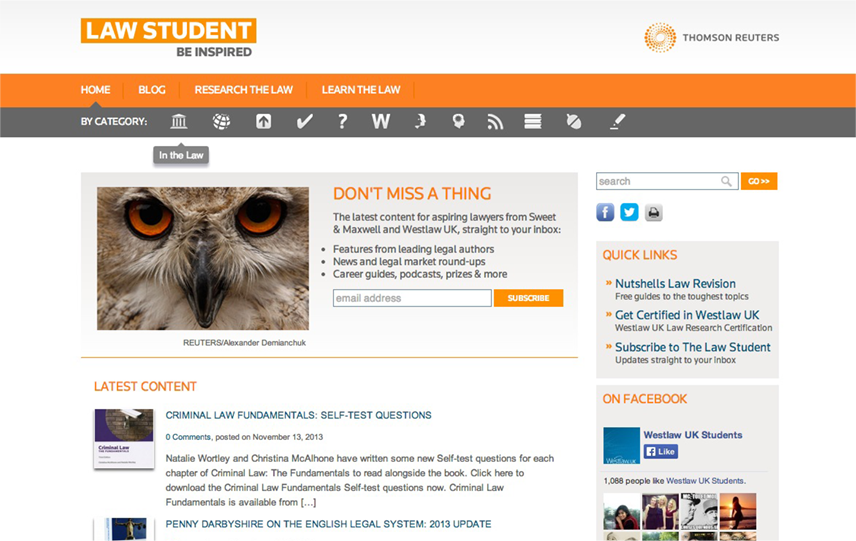 LAW STUDENT
BE INSPIRED
THOMSON REUTERS
HOME
BLOG
RESEARCH THE LAW
LEARN THE LAW
BY CATEGORY:
?
W
In the Law
DON'T MISS A THING
The latest content for aspiring lawyers from Sweet
& Maxwell and Westlaw UK, straight to your inbox:
• Features from leading legal authors
• News and legal market round-ups
• Career guides, podcasts, prizes & more
email address
SUBSCRIBE
REUTERS/Alexander Demianchuk
search
GO >>
QUICK LINKS
» Nutshells Law Revision
Free guides to the toughest topics
» Get Certified in Westlaw UK
Westlaw UK Law Research Certification
» Subscribe to The Law Student
Updates straight to your inbox
LATEST CONTENT
Criminal Law
CRIMINAL LAW FUNDAMENTALS: SELF-TEST QUESTIONS
0 Comments, posted on November 13, 2013
Natalie Wortley and Christina McAlhone have written some new Self-test questions for each
chapter of Criminal Law: The Fundamentals to read alongside the book. Click here to
download the Criminal Law Fundamentals Self-test questions now. Criminal Law
Fundamentals is available from [...]
PENNY DARBYSHIRE ON THE ENGLISH LEGAL SYSTEM: 2013 UPDATE
ON FACEBOOK
Westlaw UK
Westlaw UK Students
Like
1,088 people like Westlaw UK Students.